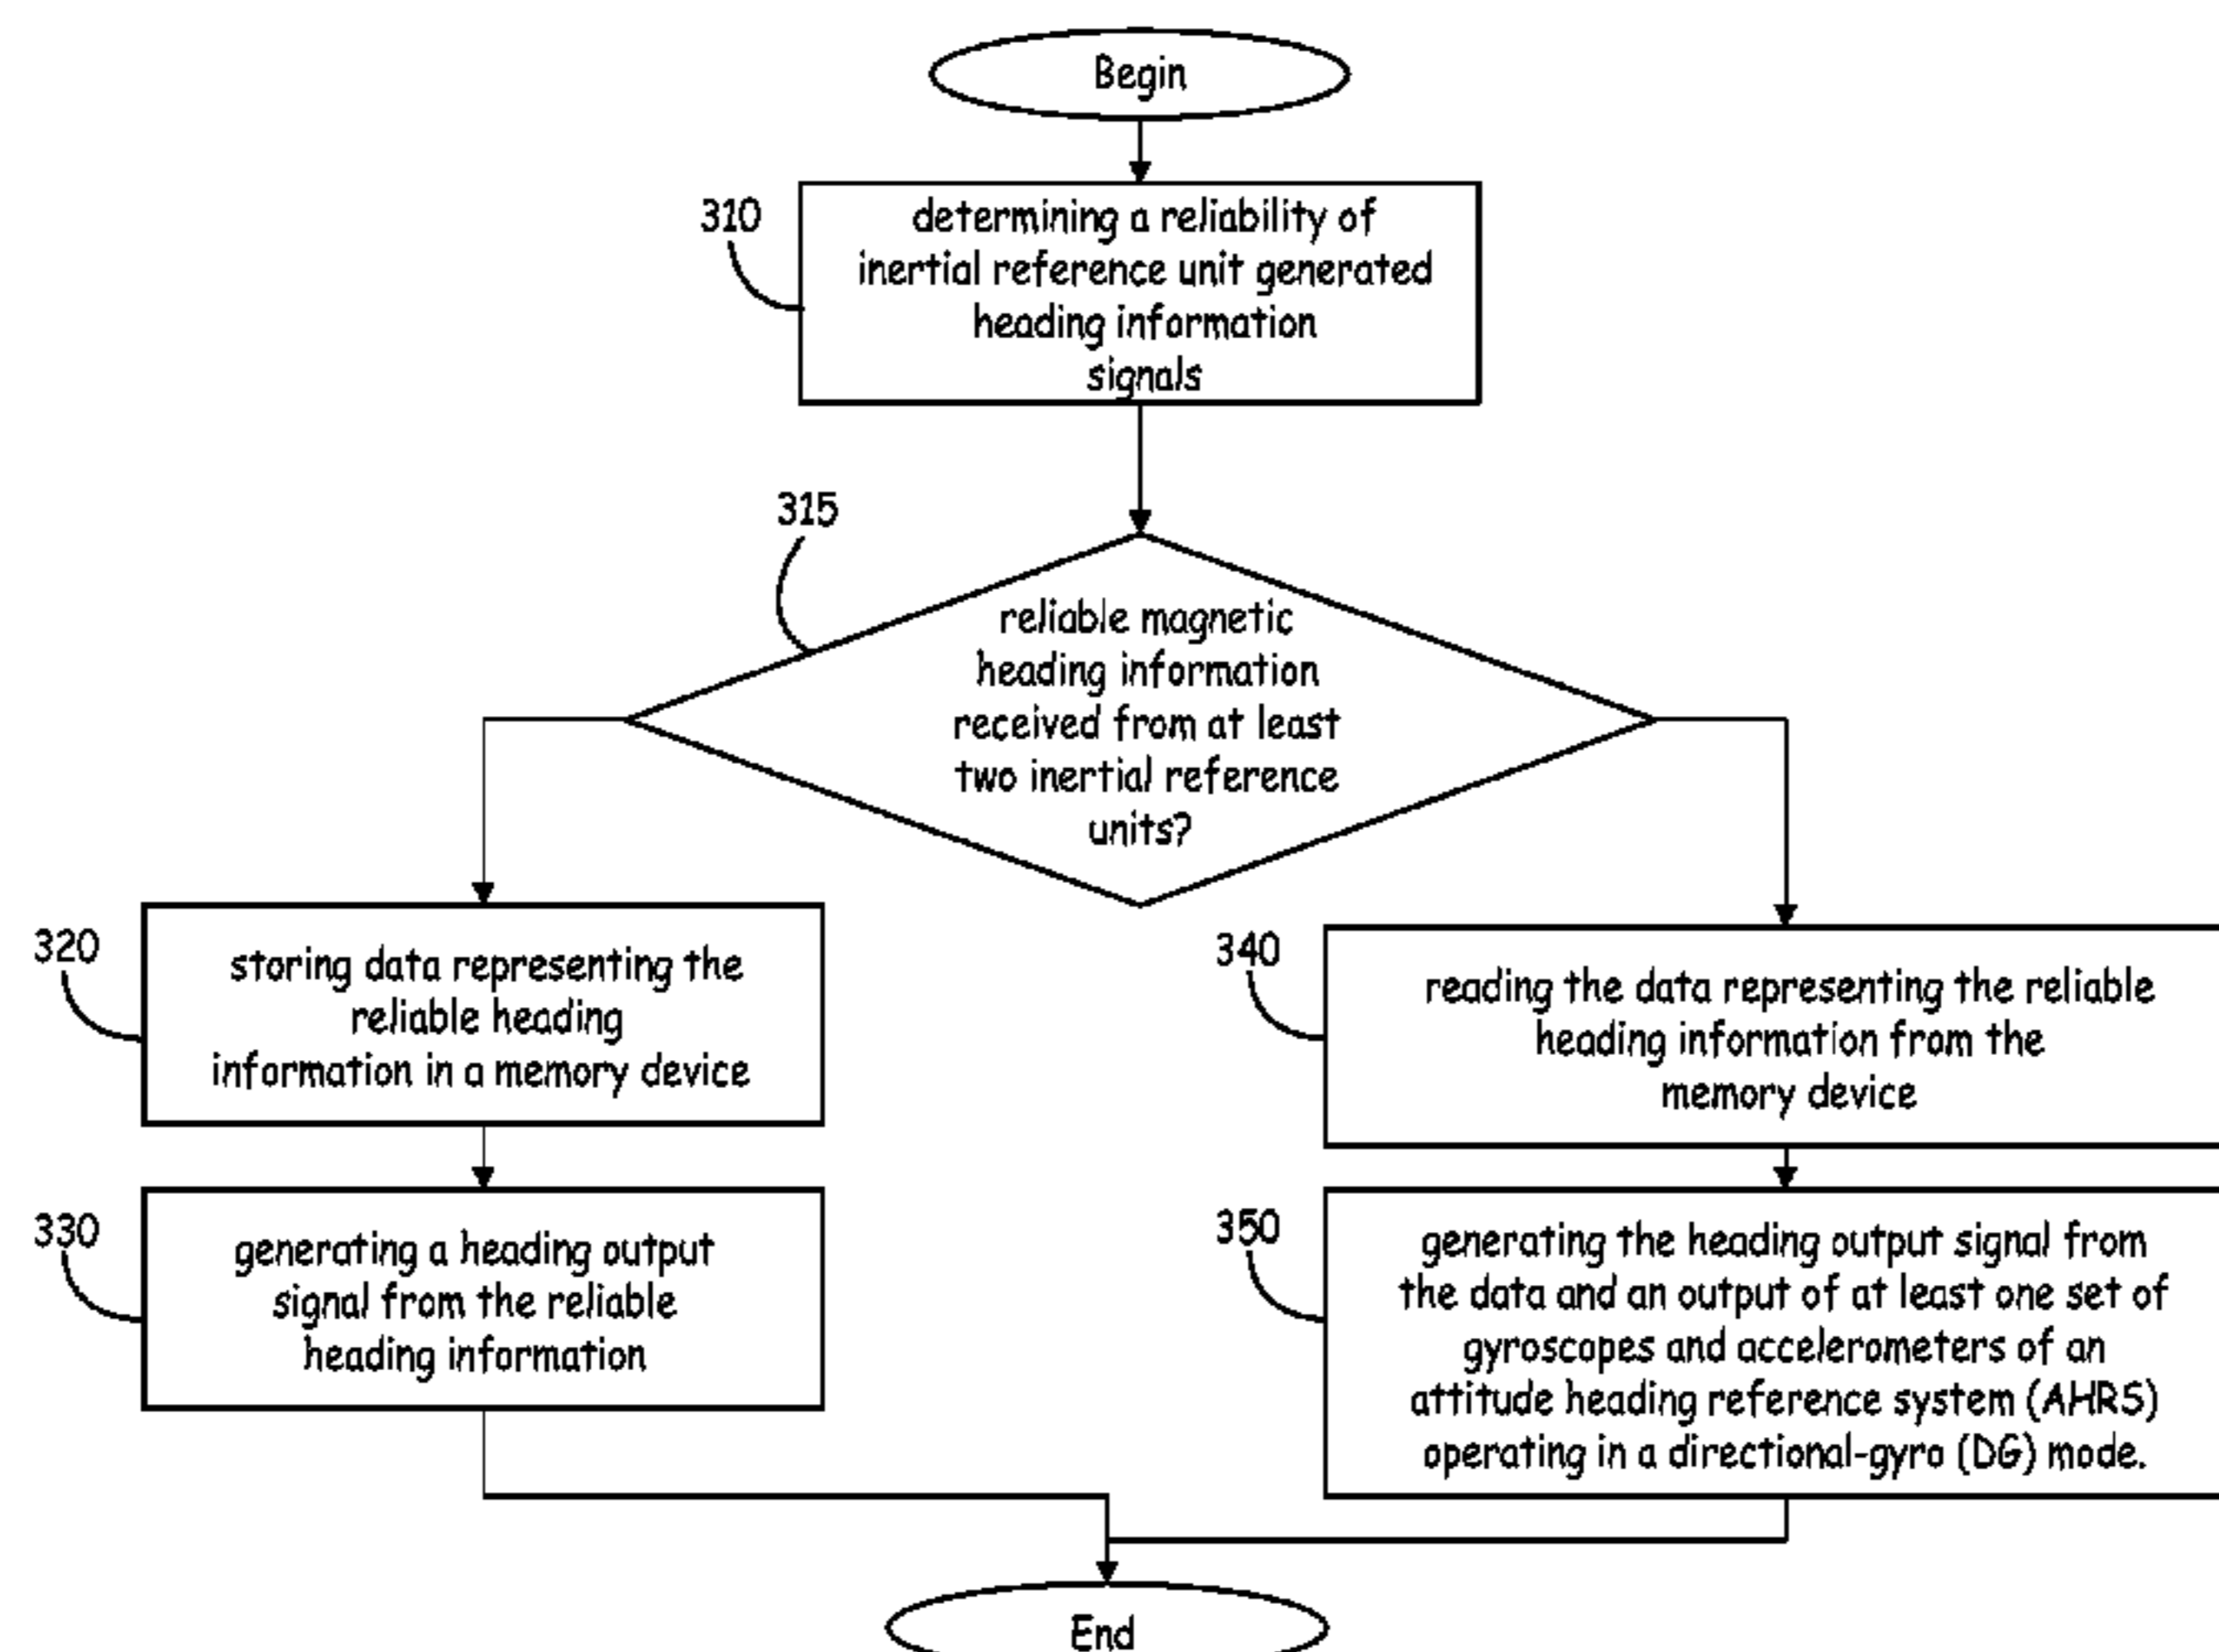 Begin
310
determining a reliability of
inertial reference unit generated
heading information
signals
315
reliable magnetic
heading information
received from at least
two inertial reference
units?
320
storing data representing the
reliable heading
information in a memory device
340
reading the data representing the reliable
heading information from the
memory device
330
generating a heading output
signal from the reliable
heading information
350
generating the heading output signal from
the data and an output of at least one set of
gyroscopes and accelerometers of an
attitude heading reference system (AHRS)
operating in a directional-gyro (DG) mode.
End